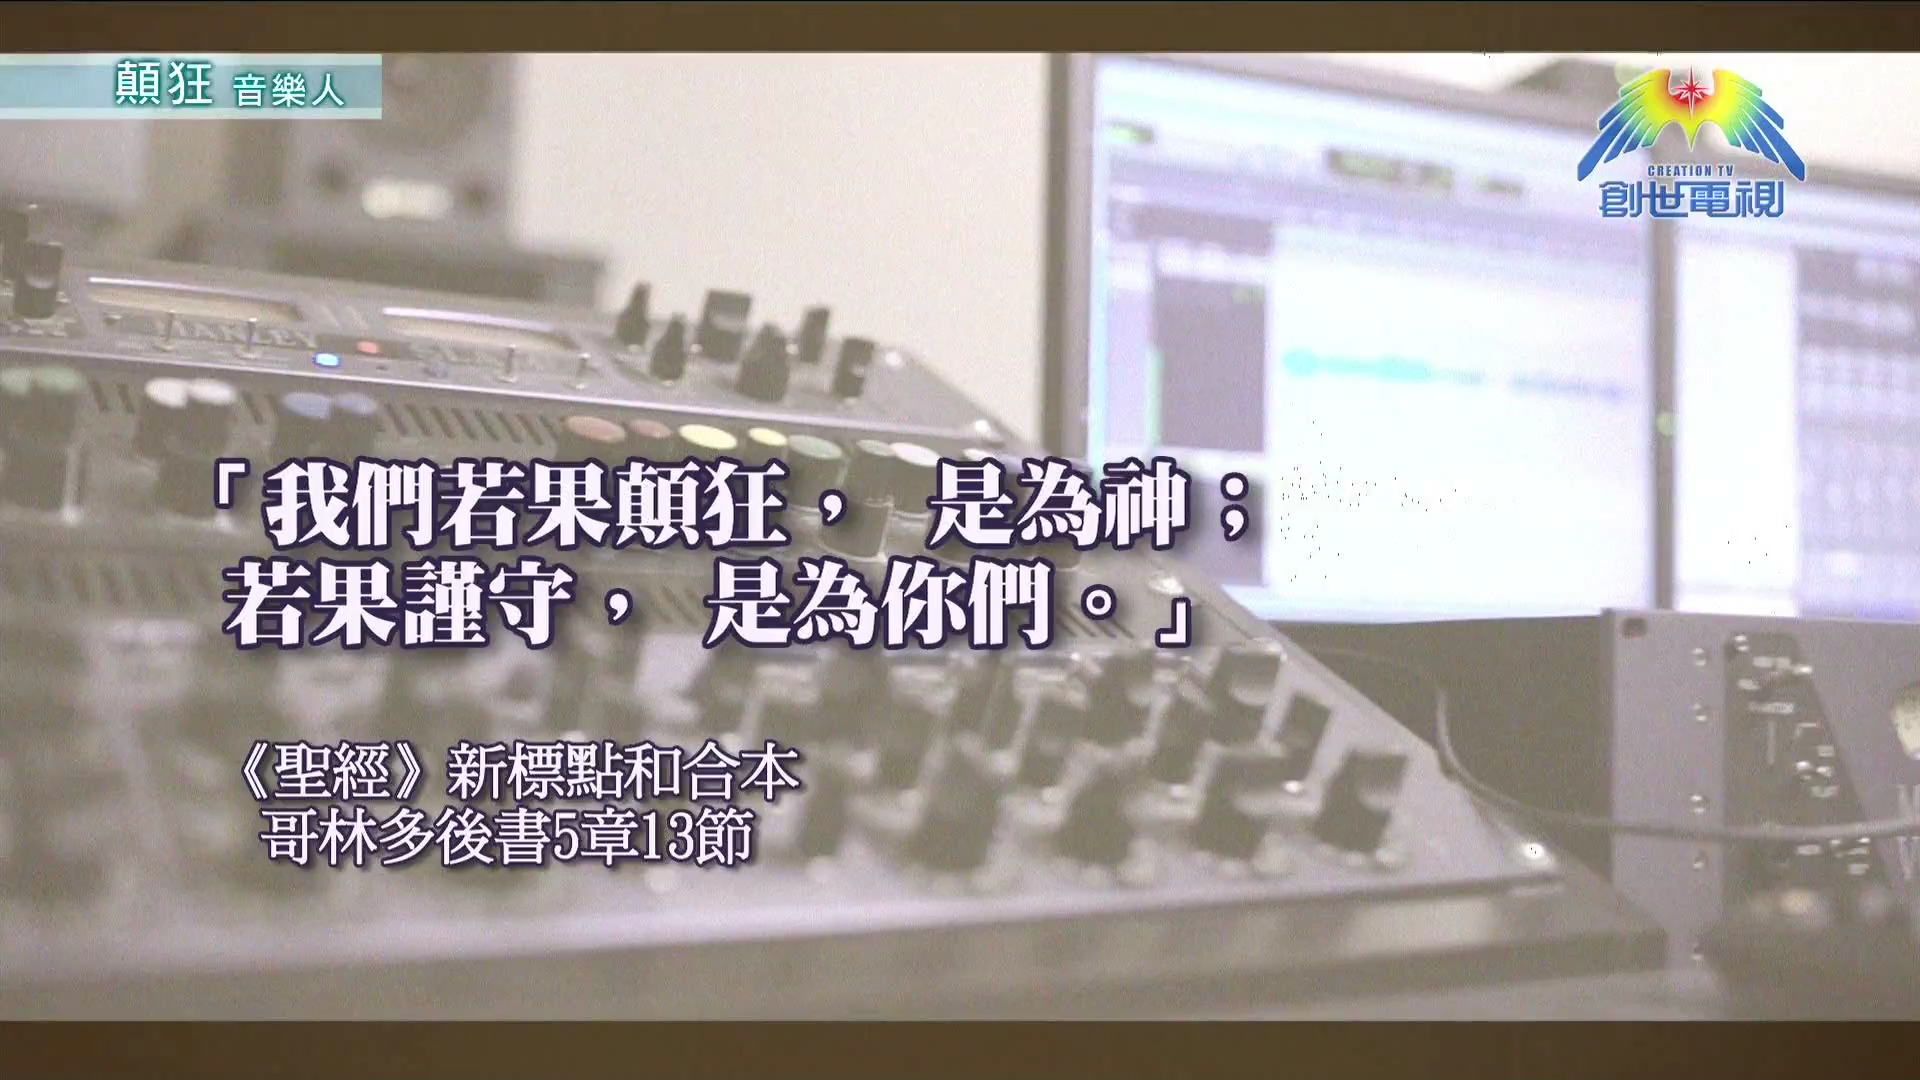 顛狂 音樂人
CREATION TV
創世電視
「我們若果顛狂， 是為神；
若果謹守， 是為你們。」
《聖經》新標點和合本
哥林多後書5章13節